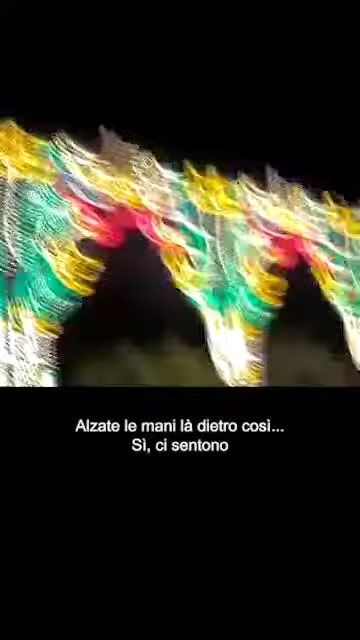 Alzate le mani là dietro così...
Sì, ci sentono